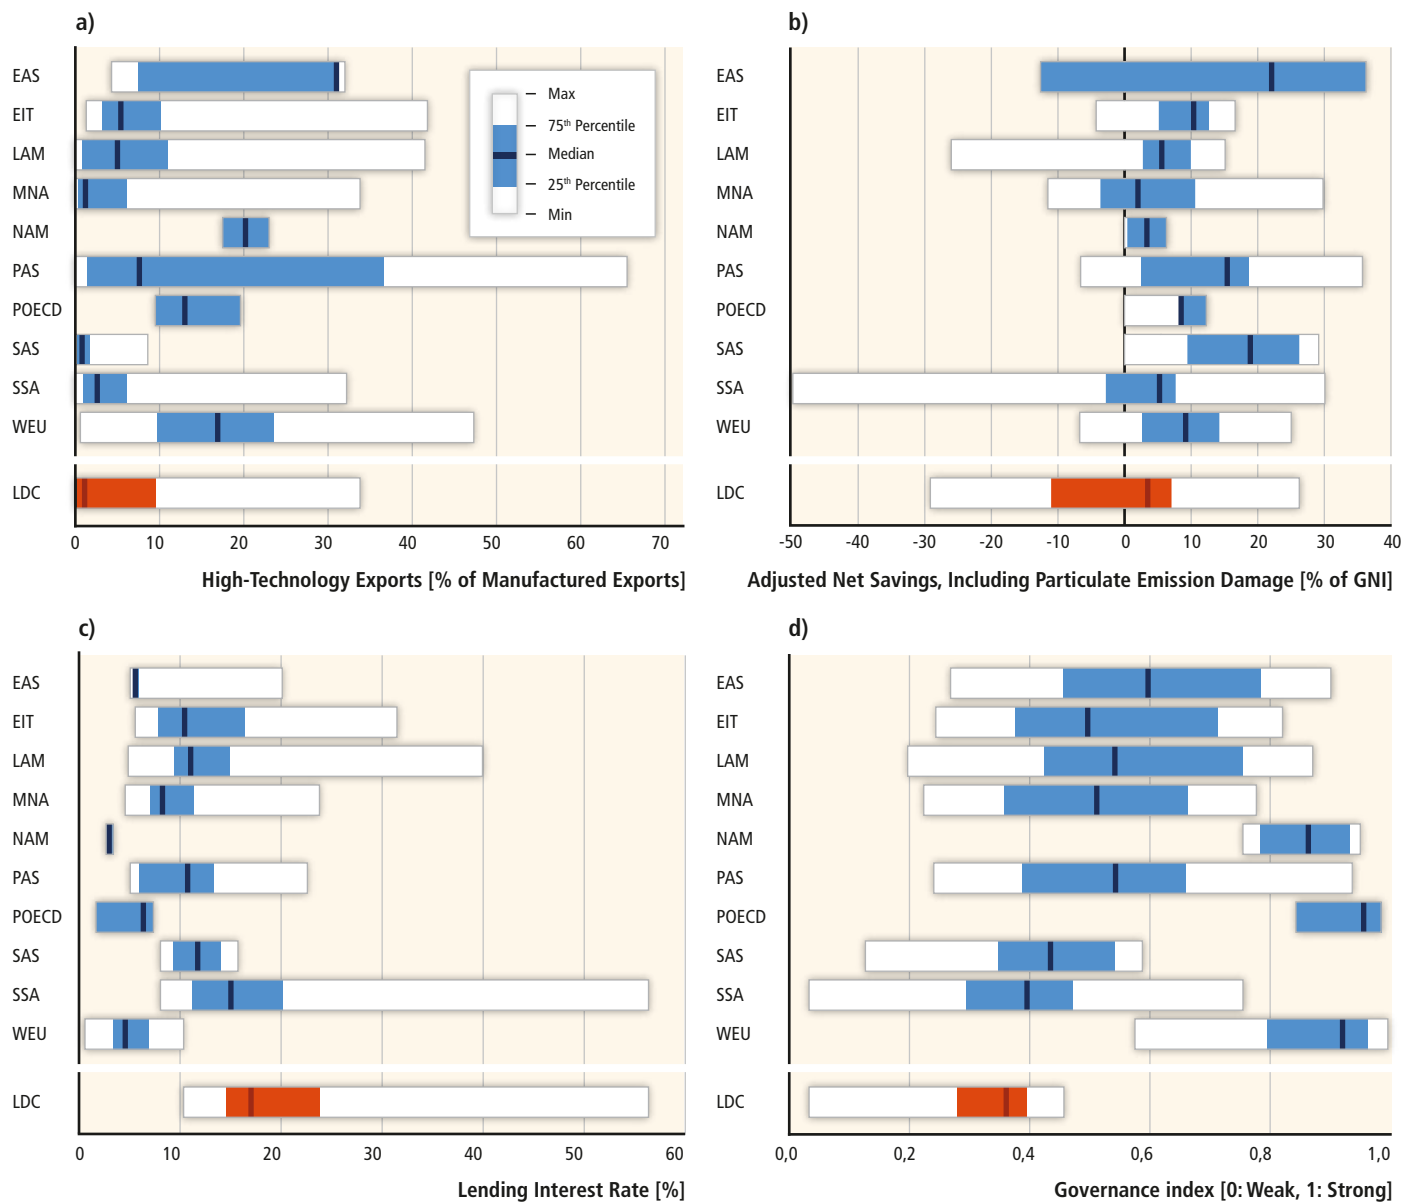 a)
EAS
EIT
LAM
MNA
NAM
PAS
POECD
SAS
SSA
WEU
LDC
Max
75th Percentile
Median
25th Percentile
Min
0 10 20 30 40 50 60 70
High-Technology Exports [% of Manufactured Exports]
b)
EAS
EIT
LAM
MNA
NAM
PAS
POECD
SAS
SSA
WEU
LDC
-50 -40 -30 -20 -10 0 10 20 30 40
Adjusted Net Savings, Including Particulate Emission Damage [% of GNI]
c)
EAS
EIT
LAM
MNA
NAM
PAS
POECD
SAS
SSA
WEU
LDC
0 10 20 30 40 50 60
Lending Interest Rate [%]
d)
EAS
EIT
LAM
MNA
NAM
PAS
POECD
SAS
SSA
WEU
LDC
0,0 0,2 0,4 0,6 0,8 1,0
Governance index [0: Weak, 1: Strong]